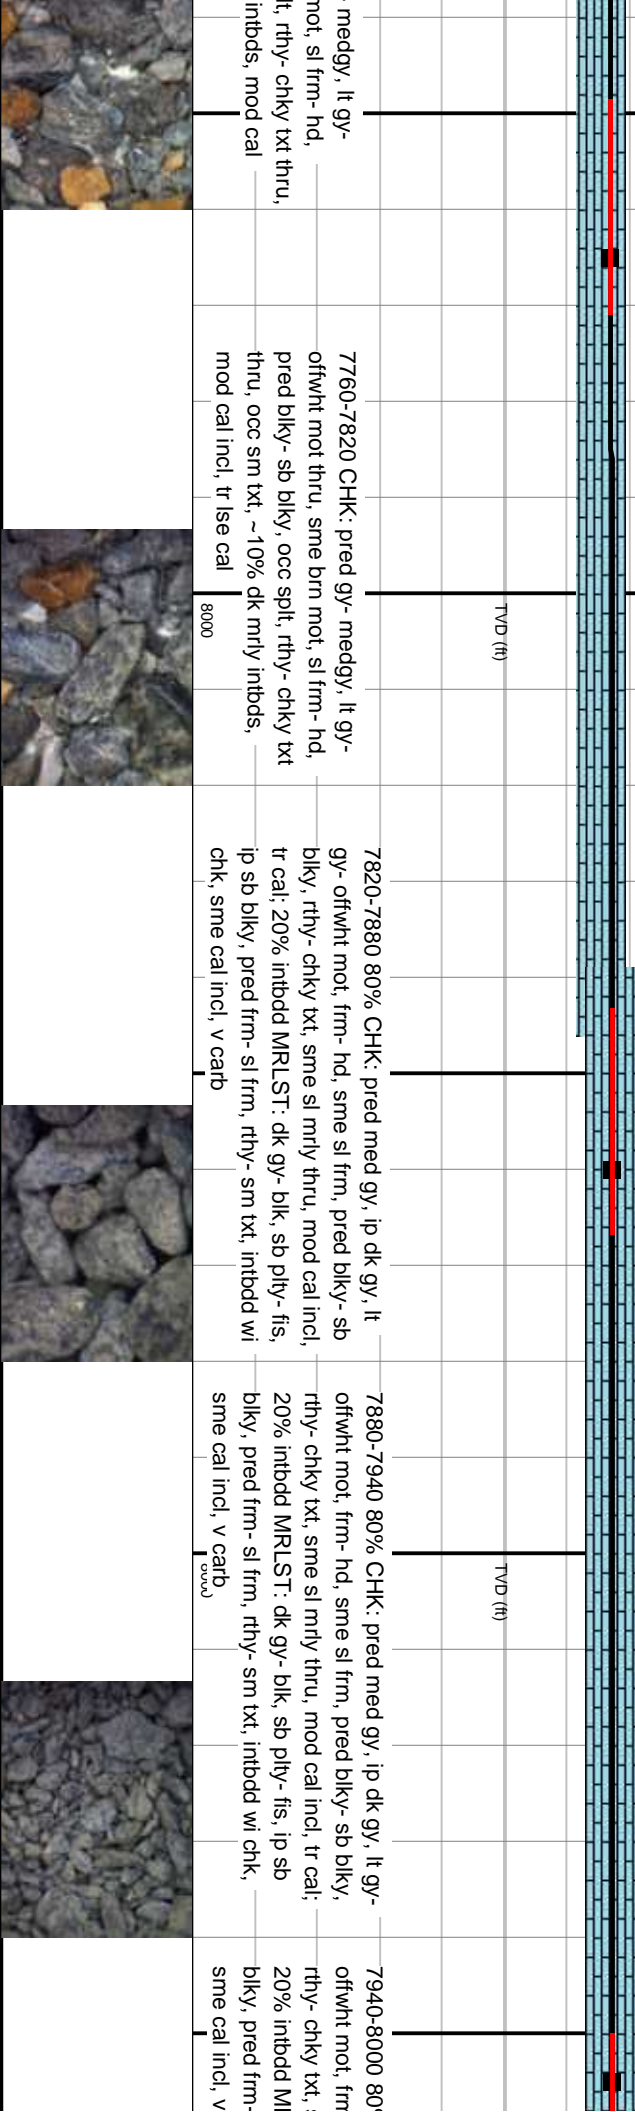 medgy, lt gy-
mot, sl frm- hd,
rthy- chky txt thru,
intbds, mod cal
7760-7820 CHK: pred gy- medgy, lt gy-
offwht mot thru, sme brn mot, sl frm- hd,
pred blky- sb blky, occ splt, rthy- chky txt
thru, occ sm txt, ~10% dk mrly intbds,
mod cal incl, tr lse cal
8000
TVD (ft)
7820-7880 80% CHK: pred med gy, ip dk gy, lt
gy- offwht mot, frm- hd, sme sl frm, pred blky- sb
blky, rthy- chky txt, sme sl mrly thru, mod cal incl,
tr cal; 20% intbdd MRLST: dk gy- blk, sb plty- fis,
ip sb blky, pred frm- sl frm, rthy- sm txt, intbdd wi
chk, sme cal incl, v carb
7880-7940 80% CHK: pred med gy, ip dk gy, lt gy-
offwht mot, frm- hd, sme sl frm, pred blky- sb blky,
rthy- chky txt, sme sl mrly thru, mod cal incl, tr cal;
20% intbdd MRLST: dk gy- blk, sb plty- fis, ip sb
blky, pred frm- sl frm, rthy- sm txt, intbdd wi chk,
sme cal incl, v carb
TVD (ft)
7940-8000
offwht mot, frm
rthy- chky txt,
20% intbdd
blky, pred frm-
sme cal incl, v